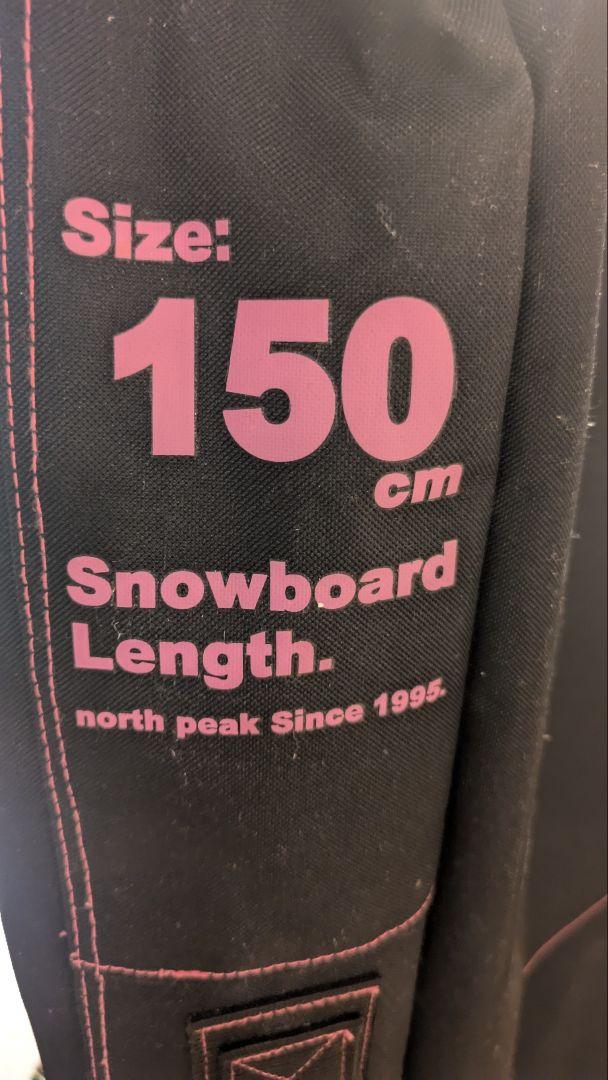 Size:
150
cm
Snowboard
Length.
north peak Since 1995.